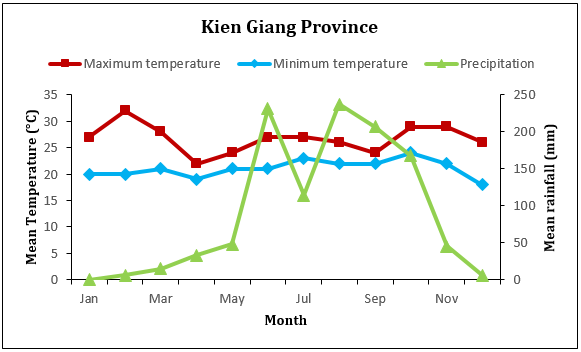 Kien Giang Province
Maximum temperature Minimum temperature Precipitation
Mean Temperature (°C)
35
30
25
20
15
10
5
0
250
200
150
100
50
0
Mean rainfall (mm)
Jan Mar May Jul Sep Nov
Month